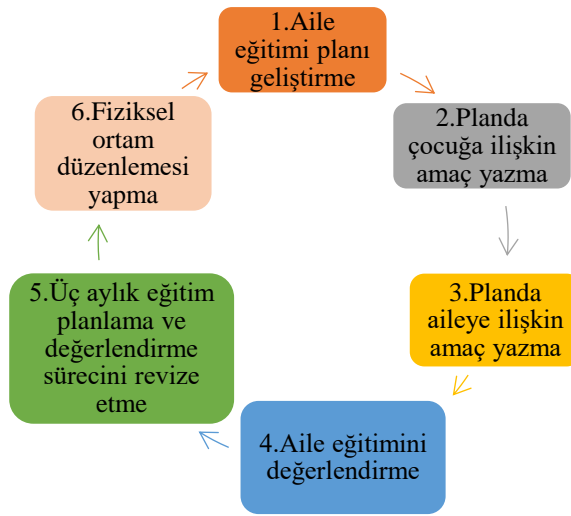 1.Aile
eğitimi planı
geliştirme
2.Planda
çocuğa ilişkin
amaç yazma
3.Planda
aileye ilişkin
amaç yazma
4.Aile eğitimini
değerlendirme
5.Üç aylık eğitim
planlama ve
değerlendirme
sürecini revize
etme
6.Fiziksel
ortam
düzenlemesi
yapma